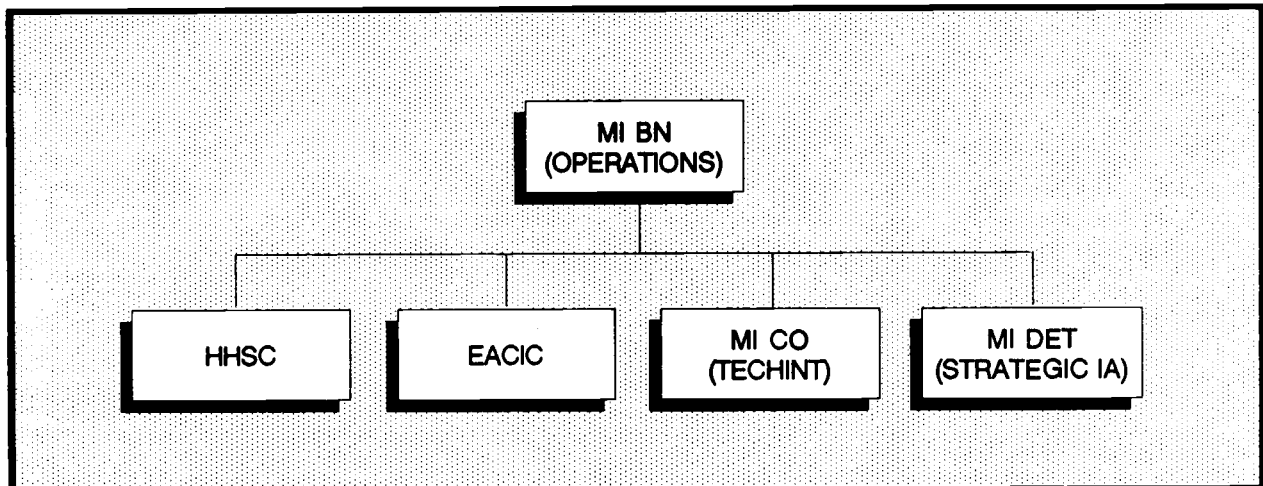 MI BN
(OPERATIONS)
HHSC
EACIC
MI CO
(TECHINT)
MI DET
(STRATEGIC IA)